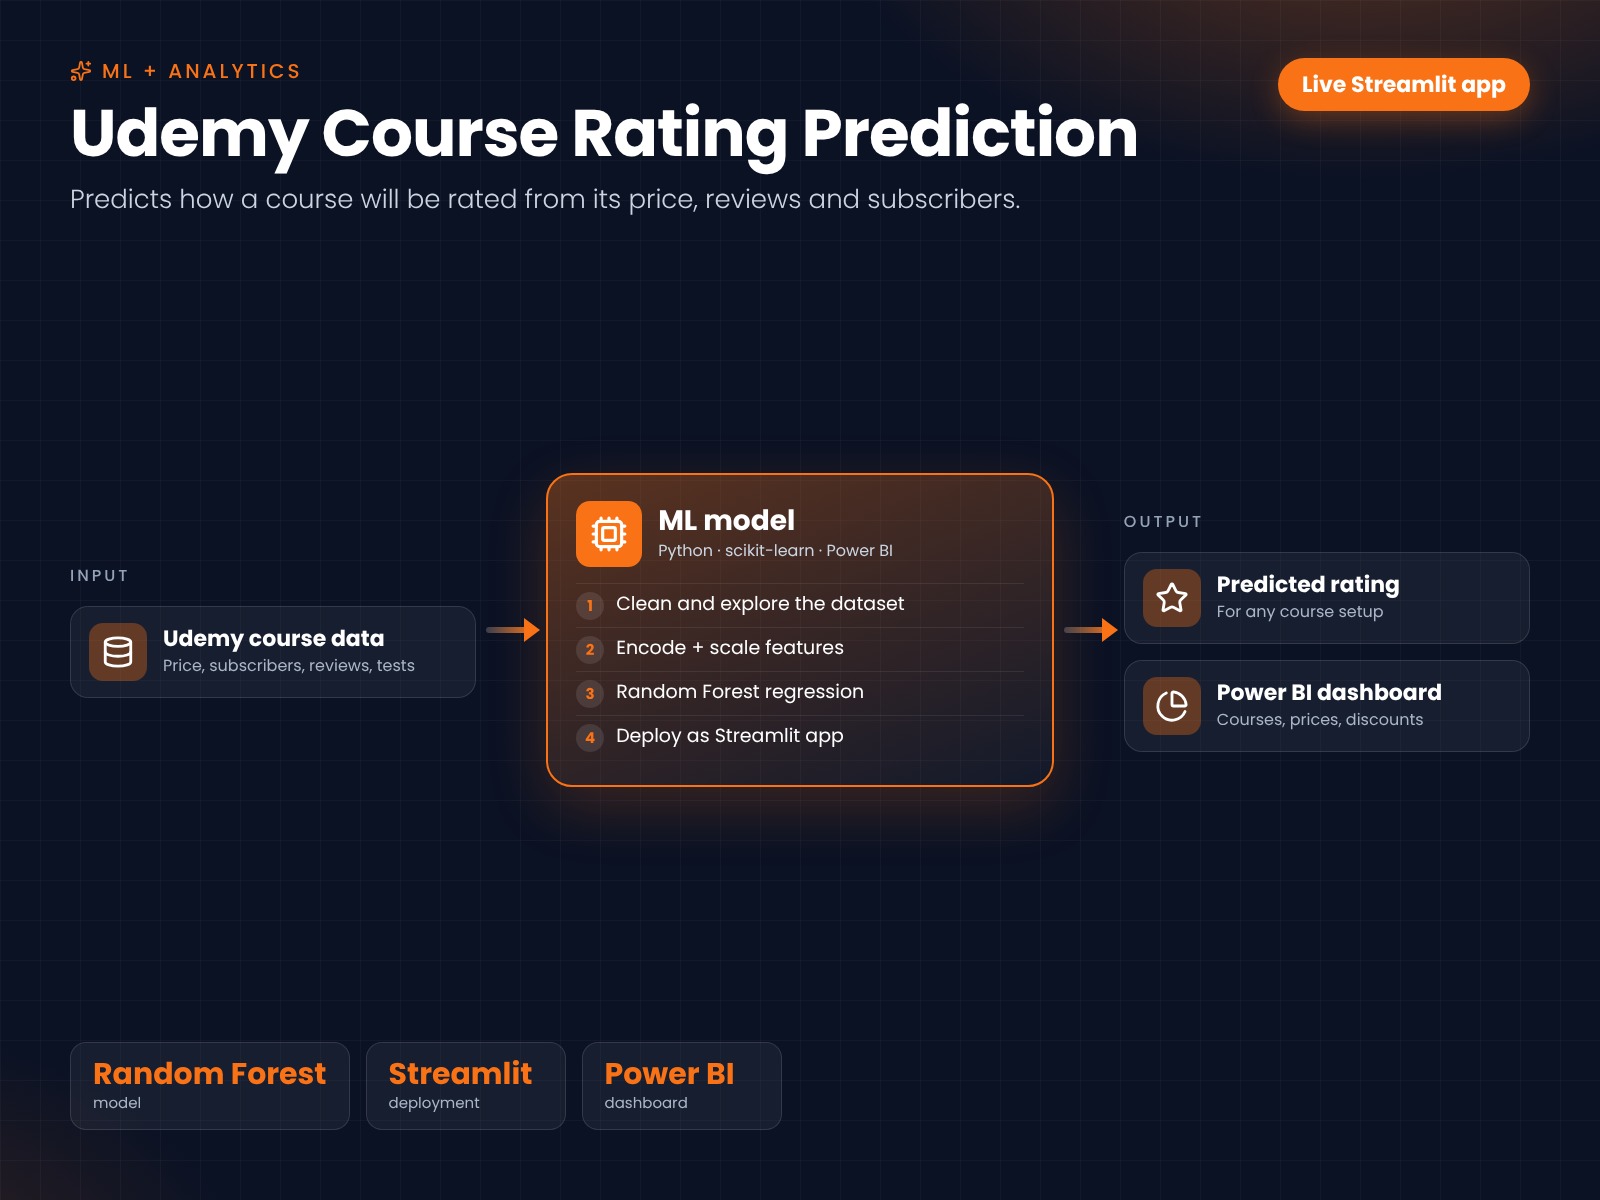 ML + ANALYTICS
Live Streamlit app
Udemy Course Rating Prediction
Predicts how a course will be rated from its price, reviews and subscribers.
INPUT
Udemy course data
Price, subscribers, reviews, tests
ML model
Python · scikit-learn · Power BI
1 Clean and explore the dataset
2 Encode + scale features
3 Random Forest regression
4 Deploy as Streamlit app
OUTPUT
Predicted rating
For any course setup
Power BI dashboard
Courses, prices, discounts
Random Forest
model
Streamlit
deployment
Power BI
dashboard